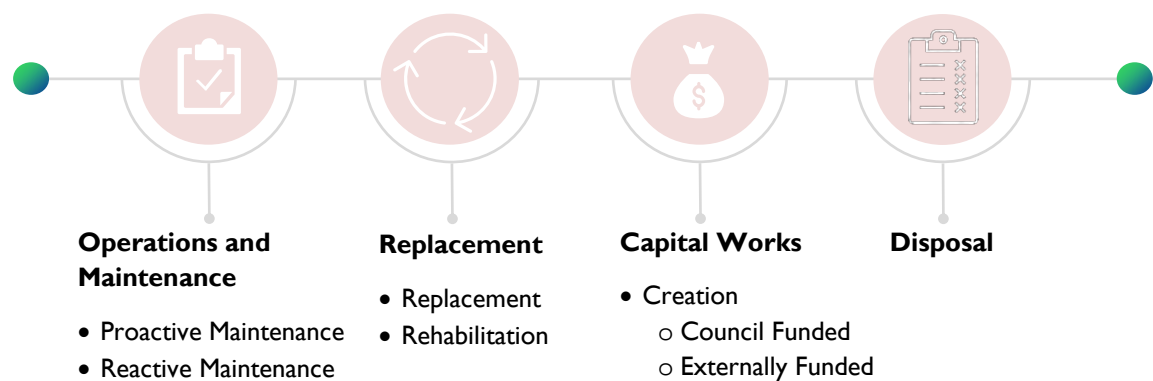 Operations and
Maintenance
• Proactive Maintenance
• Reactive Maintenance
Replacement
• Replacement
• Rehabilitation
Capital Works
• Creation
o Council Funded
o Externally Funded
Disposal